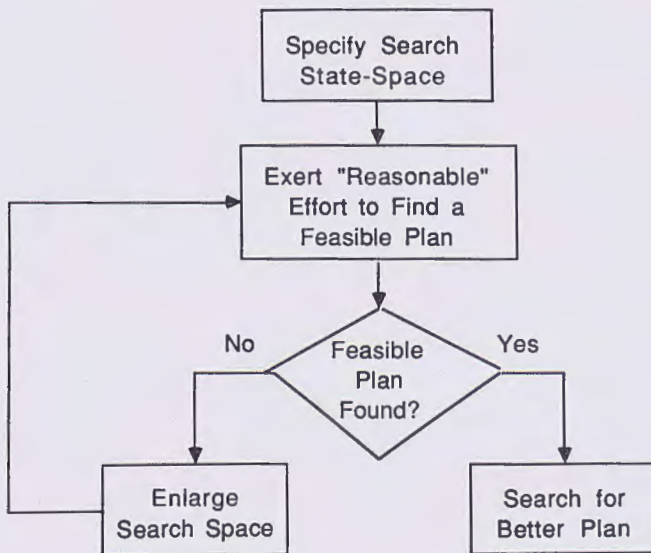 Specify Search
State-Space
Exert "Reasonable"
Effort to Find a
Feasible Plan
No
Feasible
Plan
Found?
Yes
Enlarge
Search Space
Search for
Better Plan